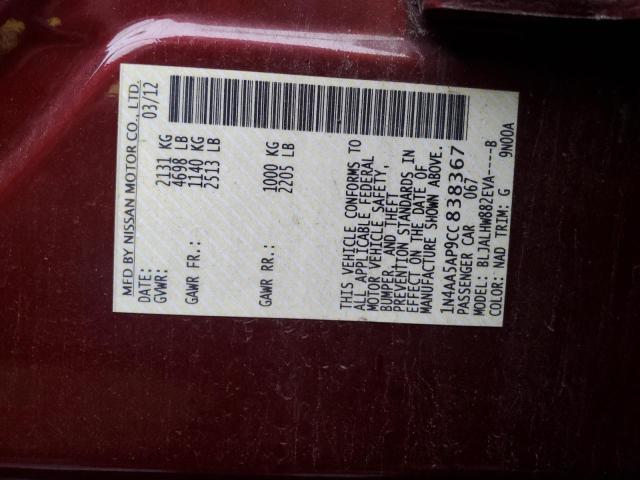 MFD BY NISSAN MOTOR CO., LTD.
DATE: 03/12
GVWR: 2131 KG
4698 LB
GAWR FR.: 1140 KG
2513 LB
GAWR RR.: 1000 KG
2205 LB
THIS VEHICLE CONFORMS TO
ALL APPLICABLE FEDERAL
MOTOR VEHICLE SAFETY,
BUMPER, AND THEFT
PREVENTION STANDARDS IN
EFFECT ON THE DATE OF
MANUFACTURE SHOWN ABOVE.
1N4AA5AP9CC838367
PASSENGER CAR 067
MODEL: BLJALHW882EVA----B
COLOR: NAD TRIM: G 9N00A